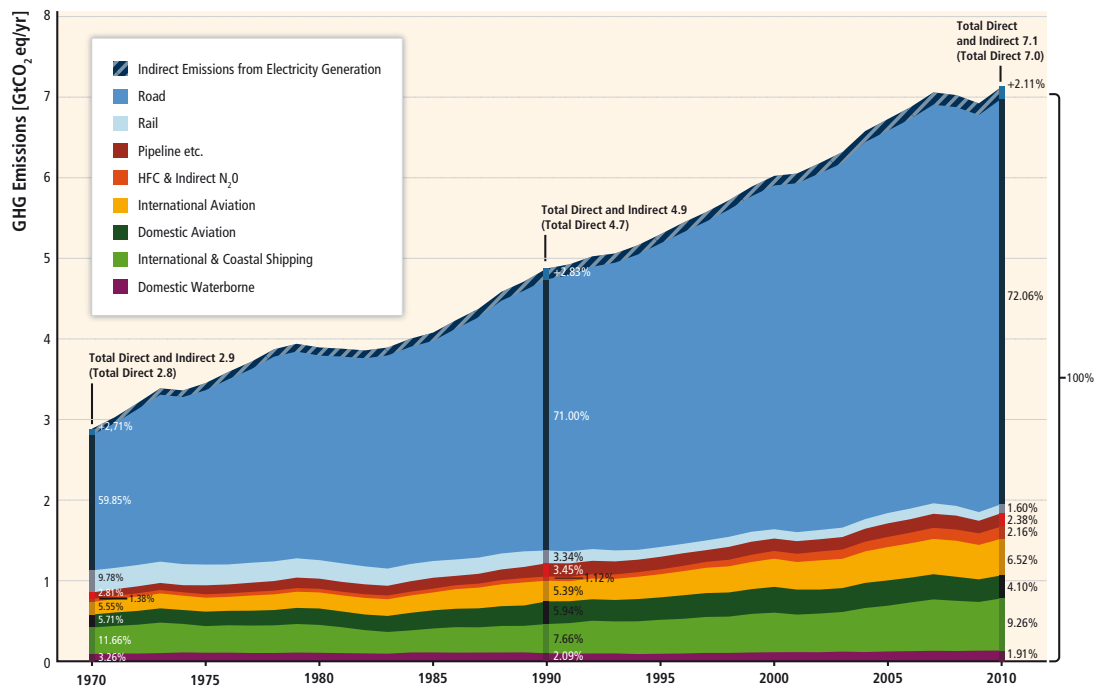 GHG Emissions [GtCO2 eq/yr]
8
7
6
5
4
3
2
1
0
Indirect Emissions from Electricity Generation
Road
Rail
Pipeline etc.
HFC & Indirect N20
International Aviation
Domestic Aviation
International & Coastal Shipping
Domestic Waterborne
Total Direct and Indirect 2.9
(Total Direct 2.8)
+2,71%
59.85%
9.78%
2.81%
1.38%
5.55%
5.71%
11.66%
3.26%
Total Direct and Indirect 4.9
(Total Direct 4.7)
+2.83%
71.00%
3.34%
3.45%
1.12%
5.39%
5.94%
7.66%
2.09%
Total Direct
and Indirect 7.1
(Total Direct 7.0)
+2.11%
72.06%
100%
1.60%
2.38%
2.16%
6.52%
4.10%
9.26%
1.91%
1970
1975
1980
1985
1990
1995
2000
2005
2010